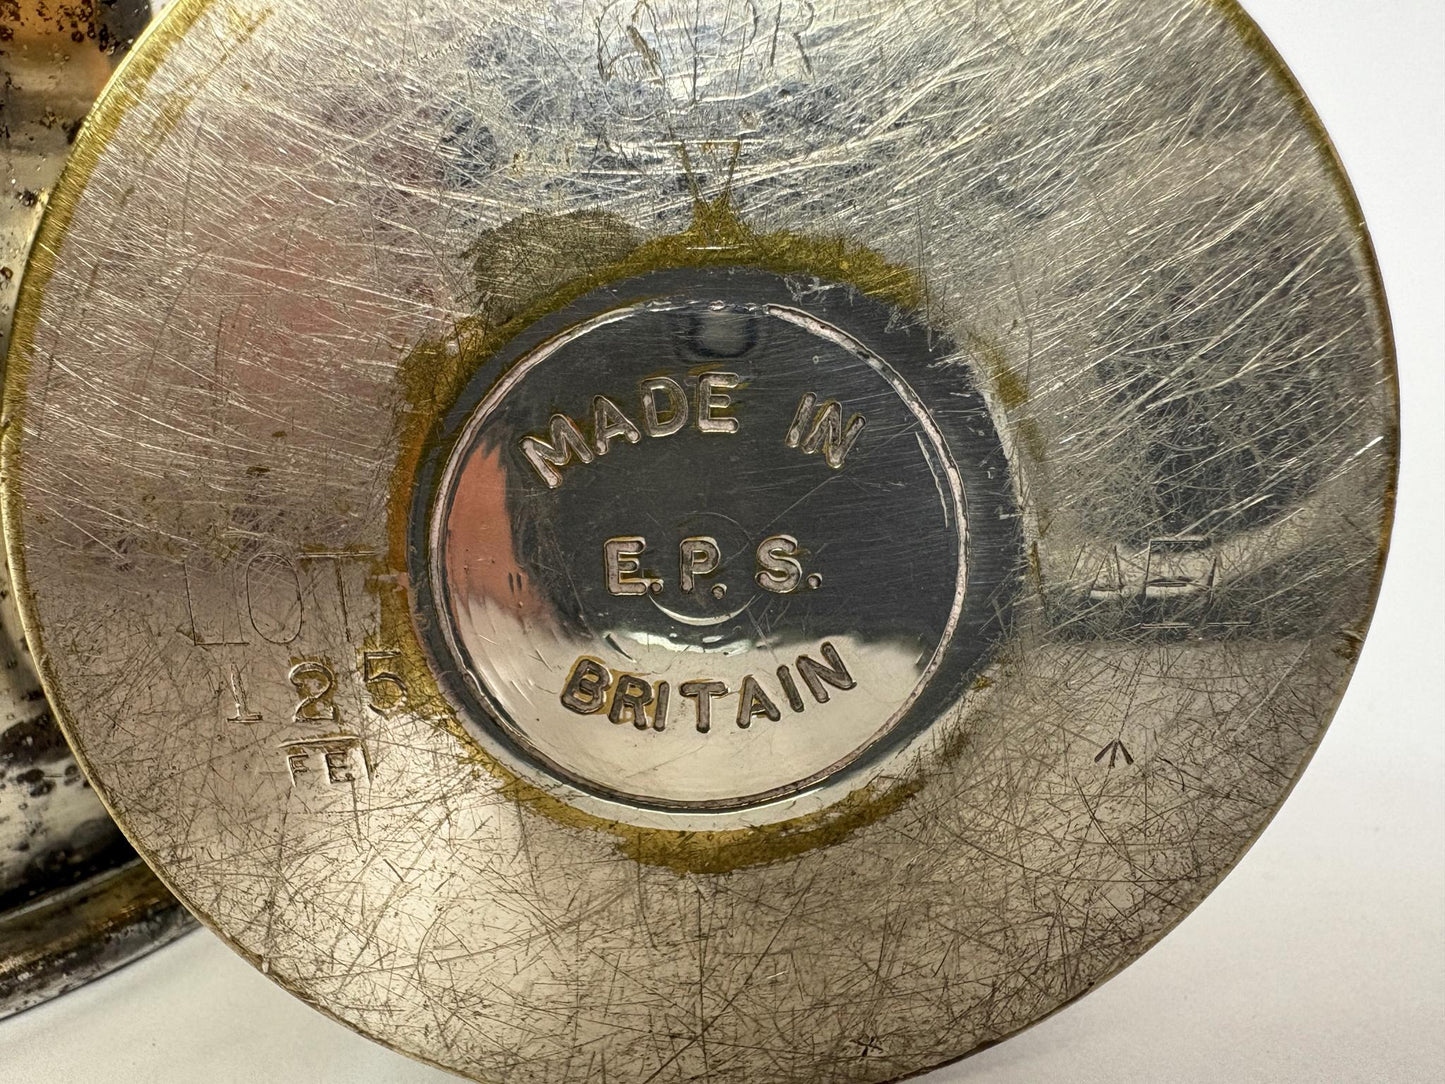 MADE IN
E.P.S.
BRITAIN
LOT
125
FE